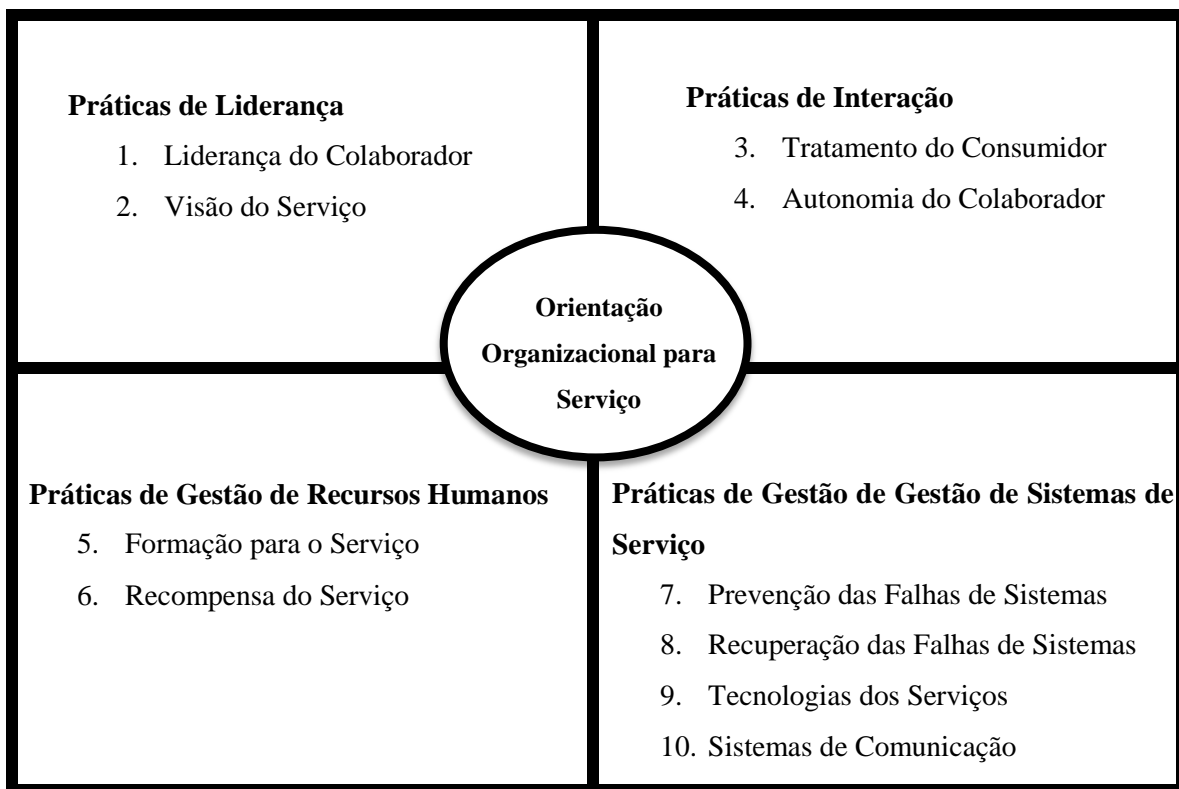 Práticas de Liderança
1. Liderança do Colaborador
2. Visão do Serviço
Práticas de Interação
3. Tratamento do Consumidor
4. Autonomia do Colaborador
Orientação
Organizacional para
Serviço
Práticas de Gestão de Recursos Humanos
5. Formação para o Serviço
6. Recompensa do Serviço
Práticas de Gestão de Gestão de Sistemas de
Serviço
7. Prevenção das Falhas de Sistemas
8. Recuperação das Falhas de Sistemas
9. Tecnologias dos Serviços
10. Sistemas de Comunicação